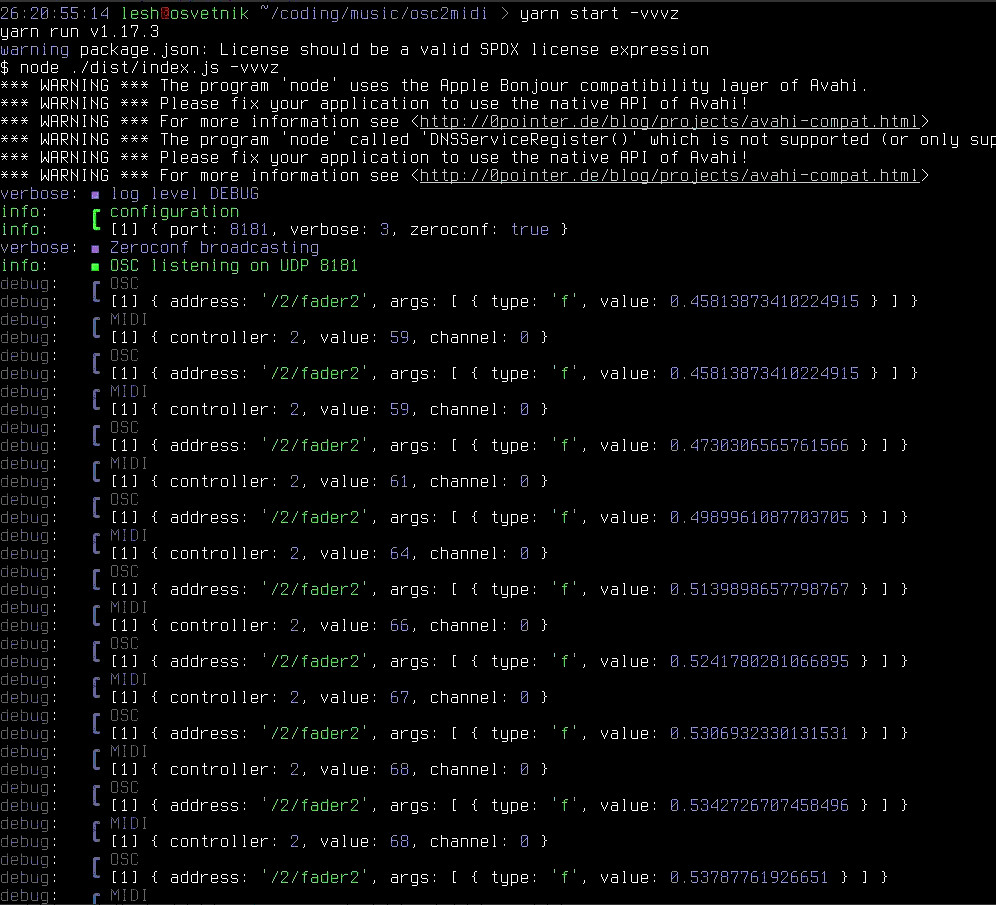 26:20:55:14 lesh@osvetnik ~/coding/music/osc2midi > yarn start -vvvz
yarn run v1.17.3
warning package.json: License should be a valid SPDX license expression
$ node ./dist/index.js -vvvz
*** WARNING *** The program 'node' uses the Apple Bonjour compatibility layer of Avahi.
*** WARNING *** Please fix your application to use the native API of Avahi!
*** WARNING *** For more information see <http://0pointer.de/blog/projects/avahi-compat.html>
*** WARNING *** The program 'node' called 'DNSServiceRegister()' which is not supported (or only sup
*** WARNING *** Please fix your application to use the native API of Avahi!
*** WARNING *** For more information see <http://0pointer.de/blog/projects/avahi-compat.html>
verbose: ■ log level DEBUG
info: ┏ configuration
info: ┗ [1] { port: 8181, verbose: 3, zeroconf: true }
verbose: ■ Zeroconf broadcasting
info: ■ OSC listening on UDP 8181
debug: ┏ OSC
debug: ┗ [1] { address: '/2/fader2', args: [ { type: 'f', value: 0.45813873410224915 } ] }
debug: ┏ MIDI
debug: ┗ [1] { controller: 2, value: 59, channel: 0 }
debug: ┏ OSC
debug: ┗ [1] { address: '/2/fader2', args: [ { type: 'f', value: 0.45813873410224915 } ] }
debug: ┏ MIDI
debug: ┗ [1] { controller: 2, value: 59, channel: 0 }
debug: ┏ OSC
debug: ┗ [1] { address: '/2/fader2', args: [ { type: 'f', value: 0.4730306565761566 } ] }
debug: ┏ MIDI
debug: ┗ [1] { controller: 2, value: 61, channel: 0 }
debug: ┏ OSC
debug: ┗ [1] { address: '/2/fader2', args: [ { type: 'f', value: 0.4989961087703705 } ] }
debug: ┏ MIDI
debug: ┗ [1] { controller: 2, value: 64, channel: 0 }
debug: ┏ OSC
debug: ┗ [1] { address: '/2/fader2', args: [ { type: 'f', value: 0.5139898657798767 } ] }
debug: ┏ MIDI
debug: ┗ [1] { controller: 2, value: 66, channel: 0 }
debug: ┏ OSC
debug: ┗ [1] { address: '/2/fader2', args: [ { type: 'f', value: 0.5241780281066895 } ] }
debug: ┏ MIDI
debug: ┗ [1] { controller: 2, value: 67, channel: 0 }
debug: ┏ OSC
debug: ┗ [1] { address: '/2/fader2', args: [ { type: 'f', value: 0.5306932330131531 } ] }
debug: ┏ MIDI
debug: ┗ [1] { controller: 2, value: 68, channel: 0 }
debug: ┏ OSC
debug: ┗ [1] { address: '/2/fader2', args: [ { type: 'f', value: 0.5342726707458496 } ] }
debug: ┏ MIDI
debug: ┗ [1] { controller: 2, value: 68, channel: 0 }
debug: ┏ OSC
debug: ┗ [1] { address: '/2/fader2', args: [ { type: 'f', value: 0.53787761926651 } ] }
debug: ┏ MIDI